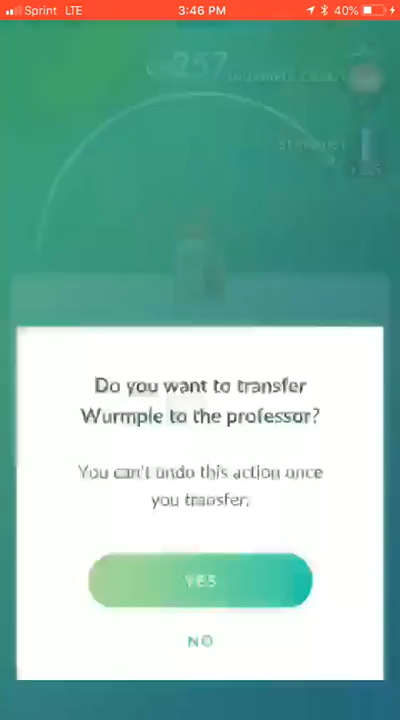 Sprint LTE 3:46 PM 40%
257
Do you want to transfer
Wurmple to the professor?
You can't undo this action once
you transfer.
YES
NO